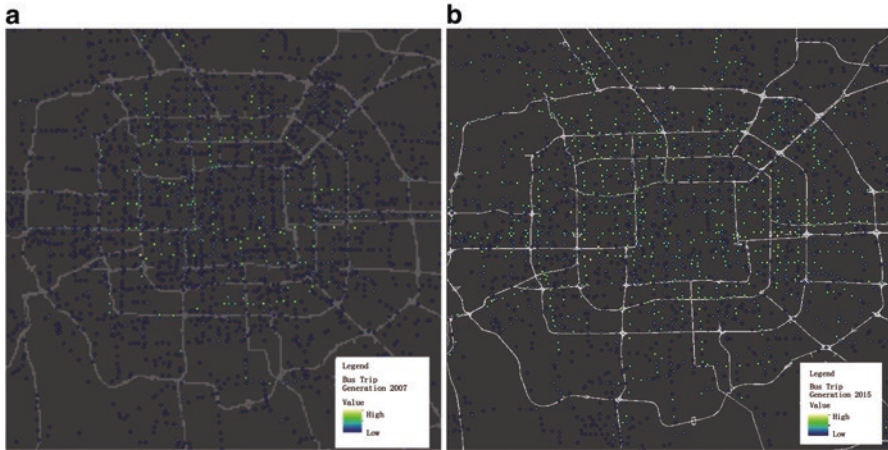 a
b
Legend
Bus Trip
Generation 2007
Value
High
Low
Legend
Bus Trip
Generation 2015
Value
High
Low